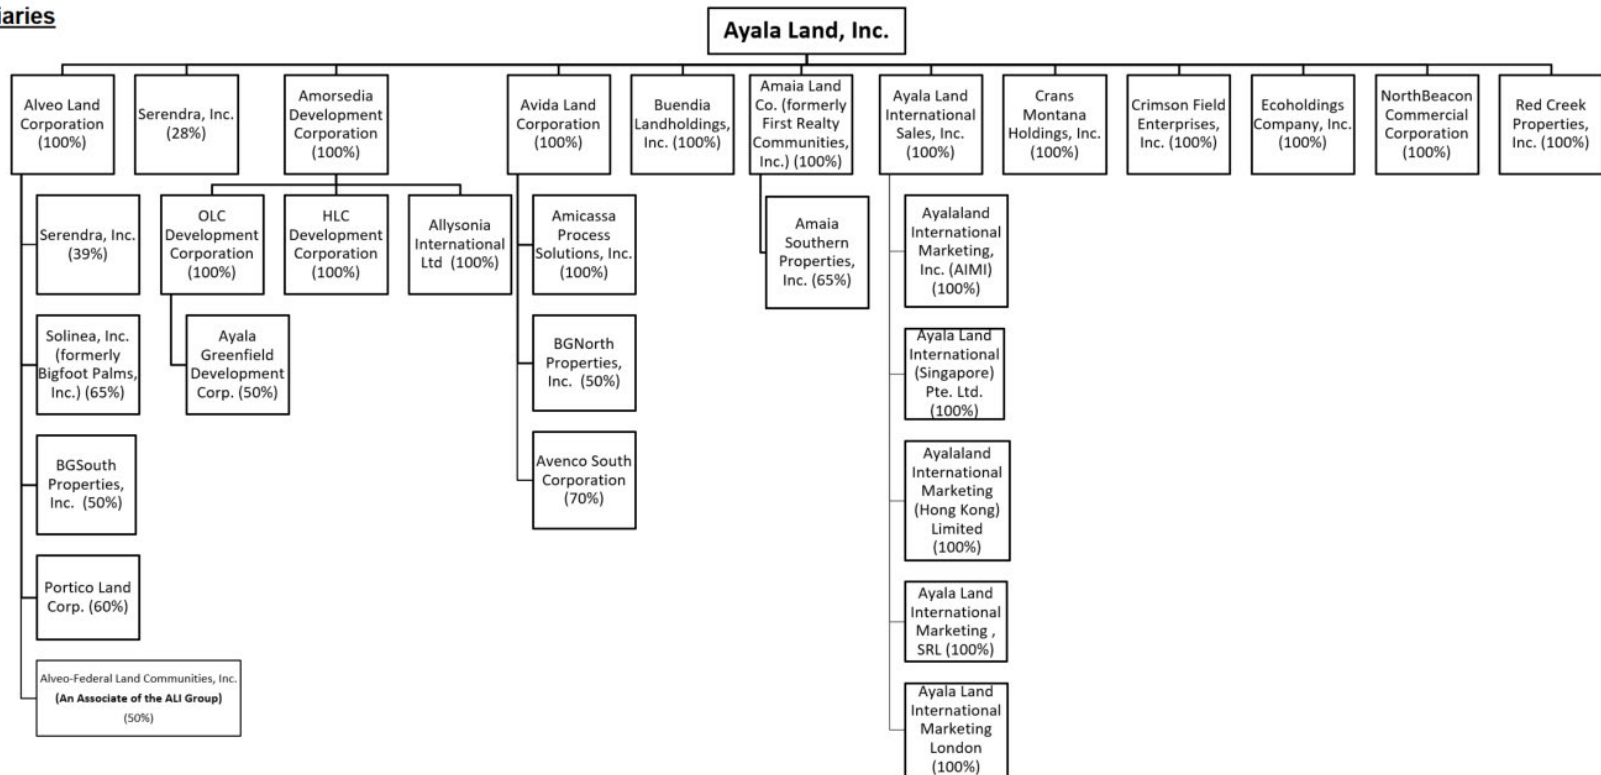 iaries
Ayala Land, Inc.
Alveo Land
Corporation
(100%)
Serendra, Inc.
(28%)
Amorsedia
Development
Corporation
(100%)
Avida Land
Corporation
(100%)
Buendia
Landholdings,
Inc. (100%)
Amaia Land
Co. (formerly
First Realty
Communities,
Inc.) (100%)
Ayala Land
International
Sales, Inc.
(100%)
Crans
Montana
Holdings, Inc.
(100%)
Crimson Field
Enterprises,
Inc. (100%)
Ecoholdings
Company, Inc.
(100%)
NorthBeacon
Commercial
Corporation
(100%)
Red Creek
Properties,
Inc. (100%)
Serendra, Inc.
(39%)
OLC
Development
Corporation
(100%)
HLC
Development
Corporation
(100%)
Allysonia
International
Ltd (100%)
Amicassa
Process
Solutions, Inc.
(100%)
Amaia
Southern
Properties,
Inc. (65%)
Ayalaland
International
Marketing,
Inc. (AIMI)
(100%)
Solinea, Inc.
(formerly
Bigfoot Palms,
Inc.) (65%)
Ayala
Greenfield
Development
Corp. (50%)
BGNorth
Properties,
Inc. (50%)
Ayala Land
International
(Singapore)
Pte. Ltd.
(100%)
BGSouth
Properties,
Inc. (50%)
Avenco South
Corporation
(70%)
Ayalaland
International
Marketing
(Hong Kong)
Limited
(100%)
Portico Land
Corp. (60%)
Ayala Land
International
Marketing ,
SRL (100%)
Alveo-Federal Land Communities, Inc.
(An Associate of the ALI Group)
(50%)
Ayala Land
International
Marketing
London
(100%)